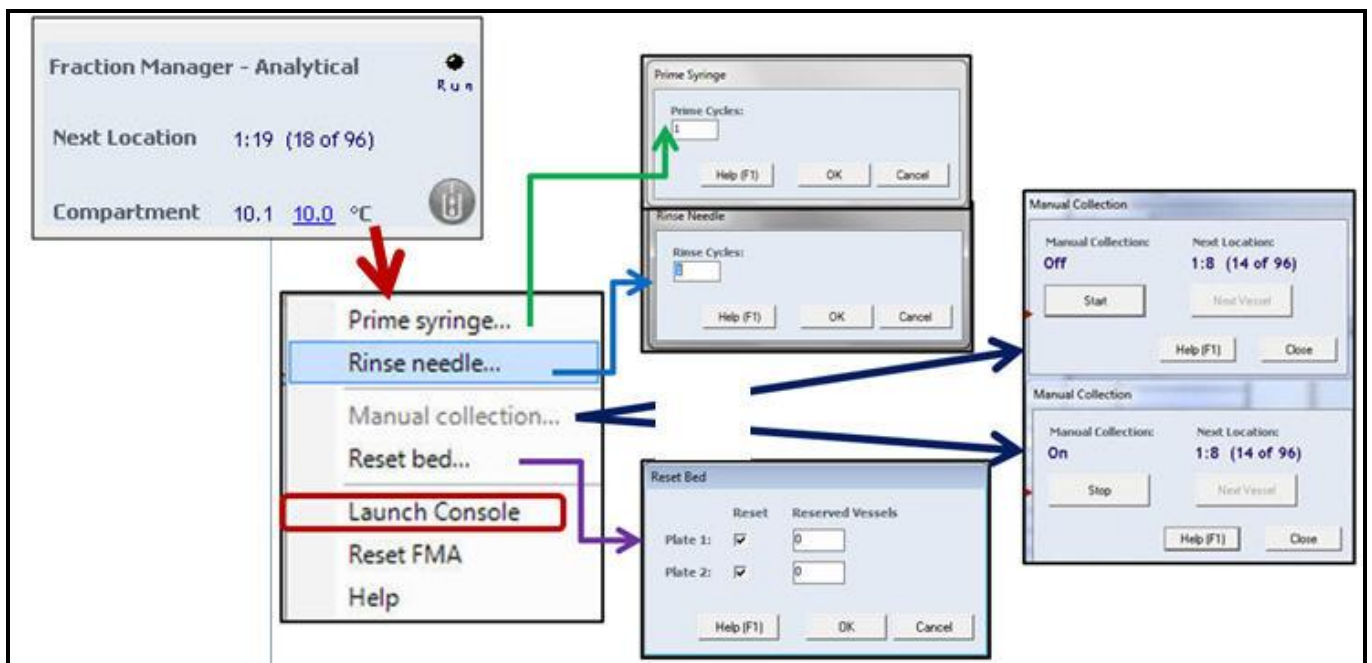 Fraction Manager - Analytical
Run
Next Location 1:19 (18 of 96)
Compartment 10.1 10.0 °C
Prime syringe...
Rinse needle...
Manual collection...
Reset bed...
Launch Console
Reset FMA
Help
Prime Syringe
Prime Cycles:
1
Help (F1) OK Cancel
Rinse Needle
Rinse Cycles:
Help (F1) OK Cancel
Reset Bed
Reset Reserved Vessels
Plate 1: 0
Plate 2: 0
Help (F1) OK Cancel
Manual Collection
Manual Collection: Next Location:
Off 1:8 (14 of 96)
Start Next Vessel
Help (F1) Close
Manual Collection
Manual Collection: Next Location:
On 1:8 (14 of 96)
Stop Next Vessel
Help (F1) Close